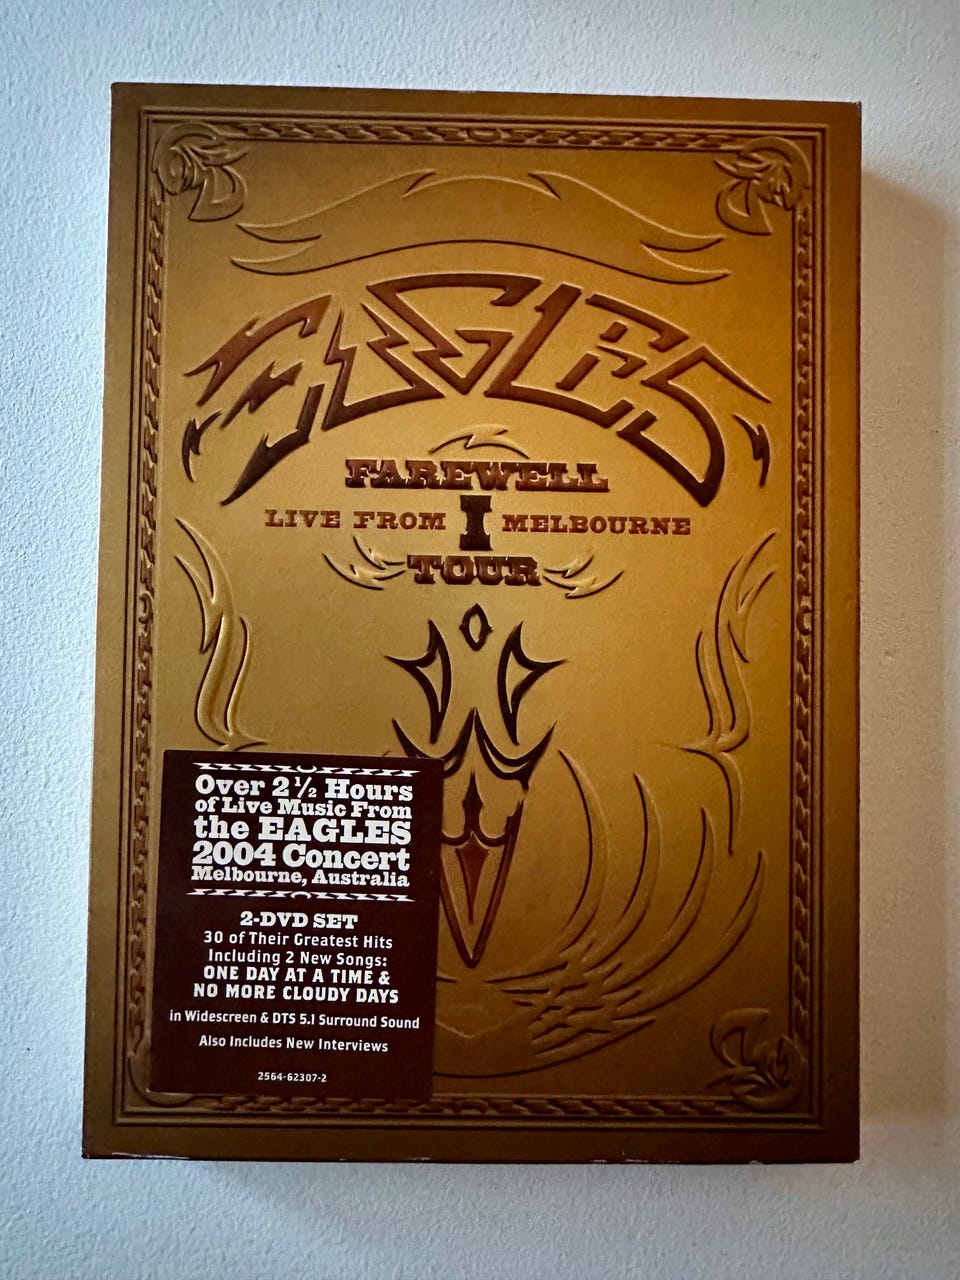 EAGLES
FAREWELL
LIVE FROM I MELBOURNE
TOUR
Over 2½ Hours
of Live Music From
the EAGLES
2004 Concert
Melbourne, Australia
2-DVD SET
30 of Their Greatest Hits
Including 2 New Songs:
ONE DAY AT A TIME &
NO MORE CLOUDY DAYS
in Widescreen & DTS 5.1 Surround Sound
Also Includes New Interviews
2564-62307-2